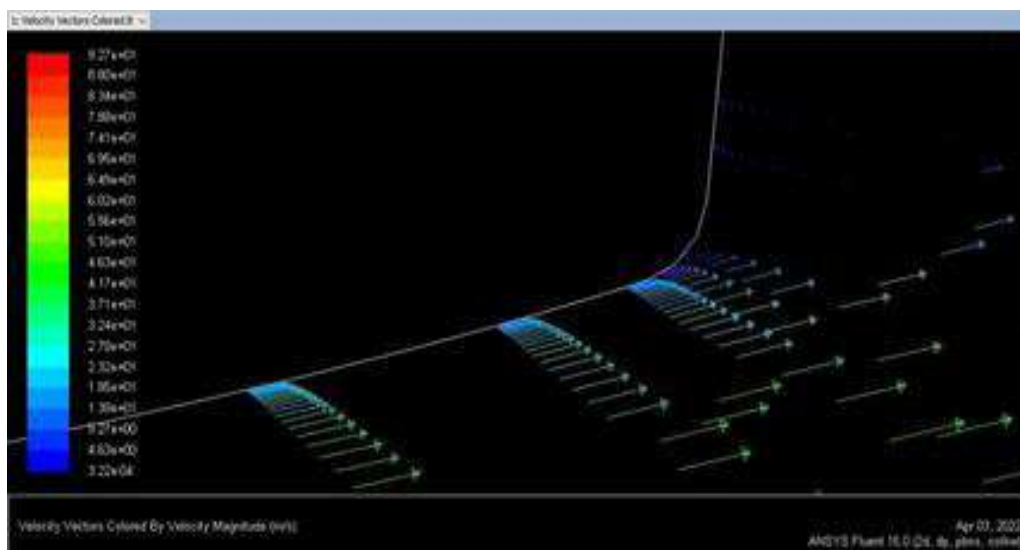 Velocity Vectors Colored B
9.27e+01
8.80e+01
8.34e+01
7.88e+01
7.41e+01
6.95e+01
6.49e+01
6.02e+01
5.56e+01
5.10e+01
4.63e+01
4.17e+01
3.71e+01
3.24e+01
2.78e+01
2.32e+01
1.85e+01
1.39e+01
9.27e+00
4.63e+00
3.22e-04
Velocity Vectors Colored By Velocity Magnitude (m/s)
Apr 03,
ANSYS Fluent 16.0 (2d, dp, pbns,